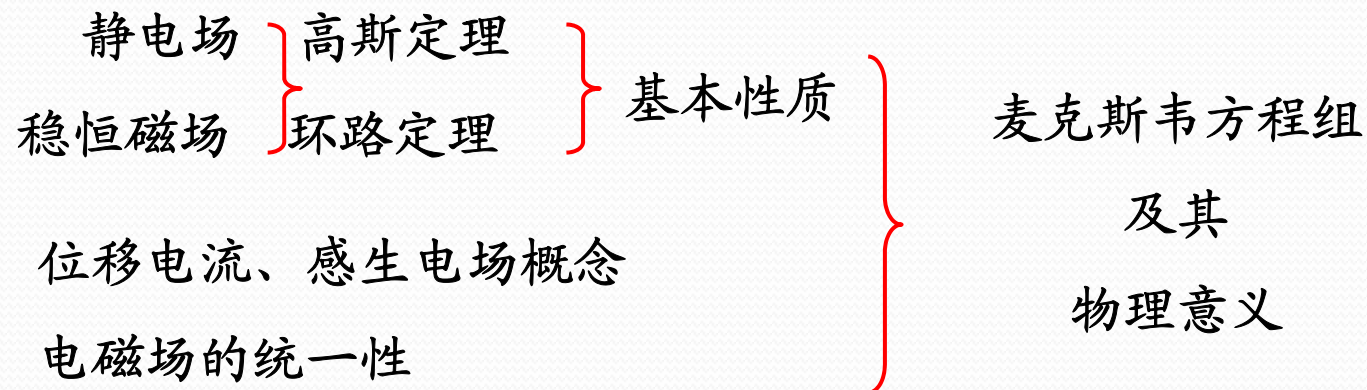 静电场 高斯定理
基本性质
稳恒磁场 环路定理
麦克斯韦方程组
及其
物理意义
位移电流、感生电场概念
电磁场的统一性